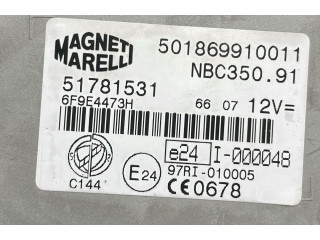 MAGNETI MARELLI
501869910011
NBC350.91
51781531
6F9E4473H
66 07 12V=
e24 I-000048
97RI-010005
C144
E24
CE0678